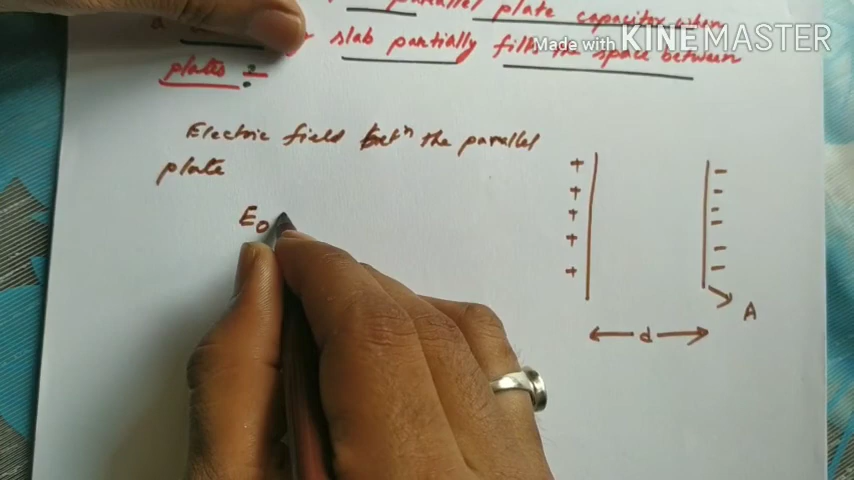 parallel plate capacitor when
slab partially fills the space between
plates ?
Made with KINEMASTER
Electric field betn the parallel
plate
E0
+ -
+ -
+ -
+ -
+ -
A
d